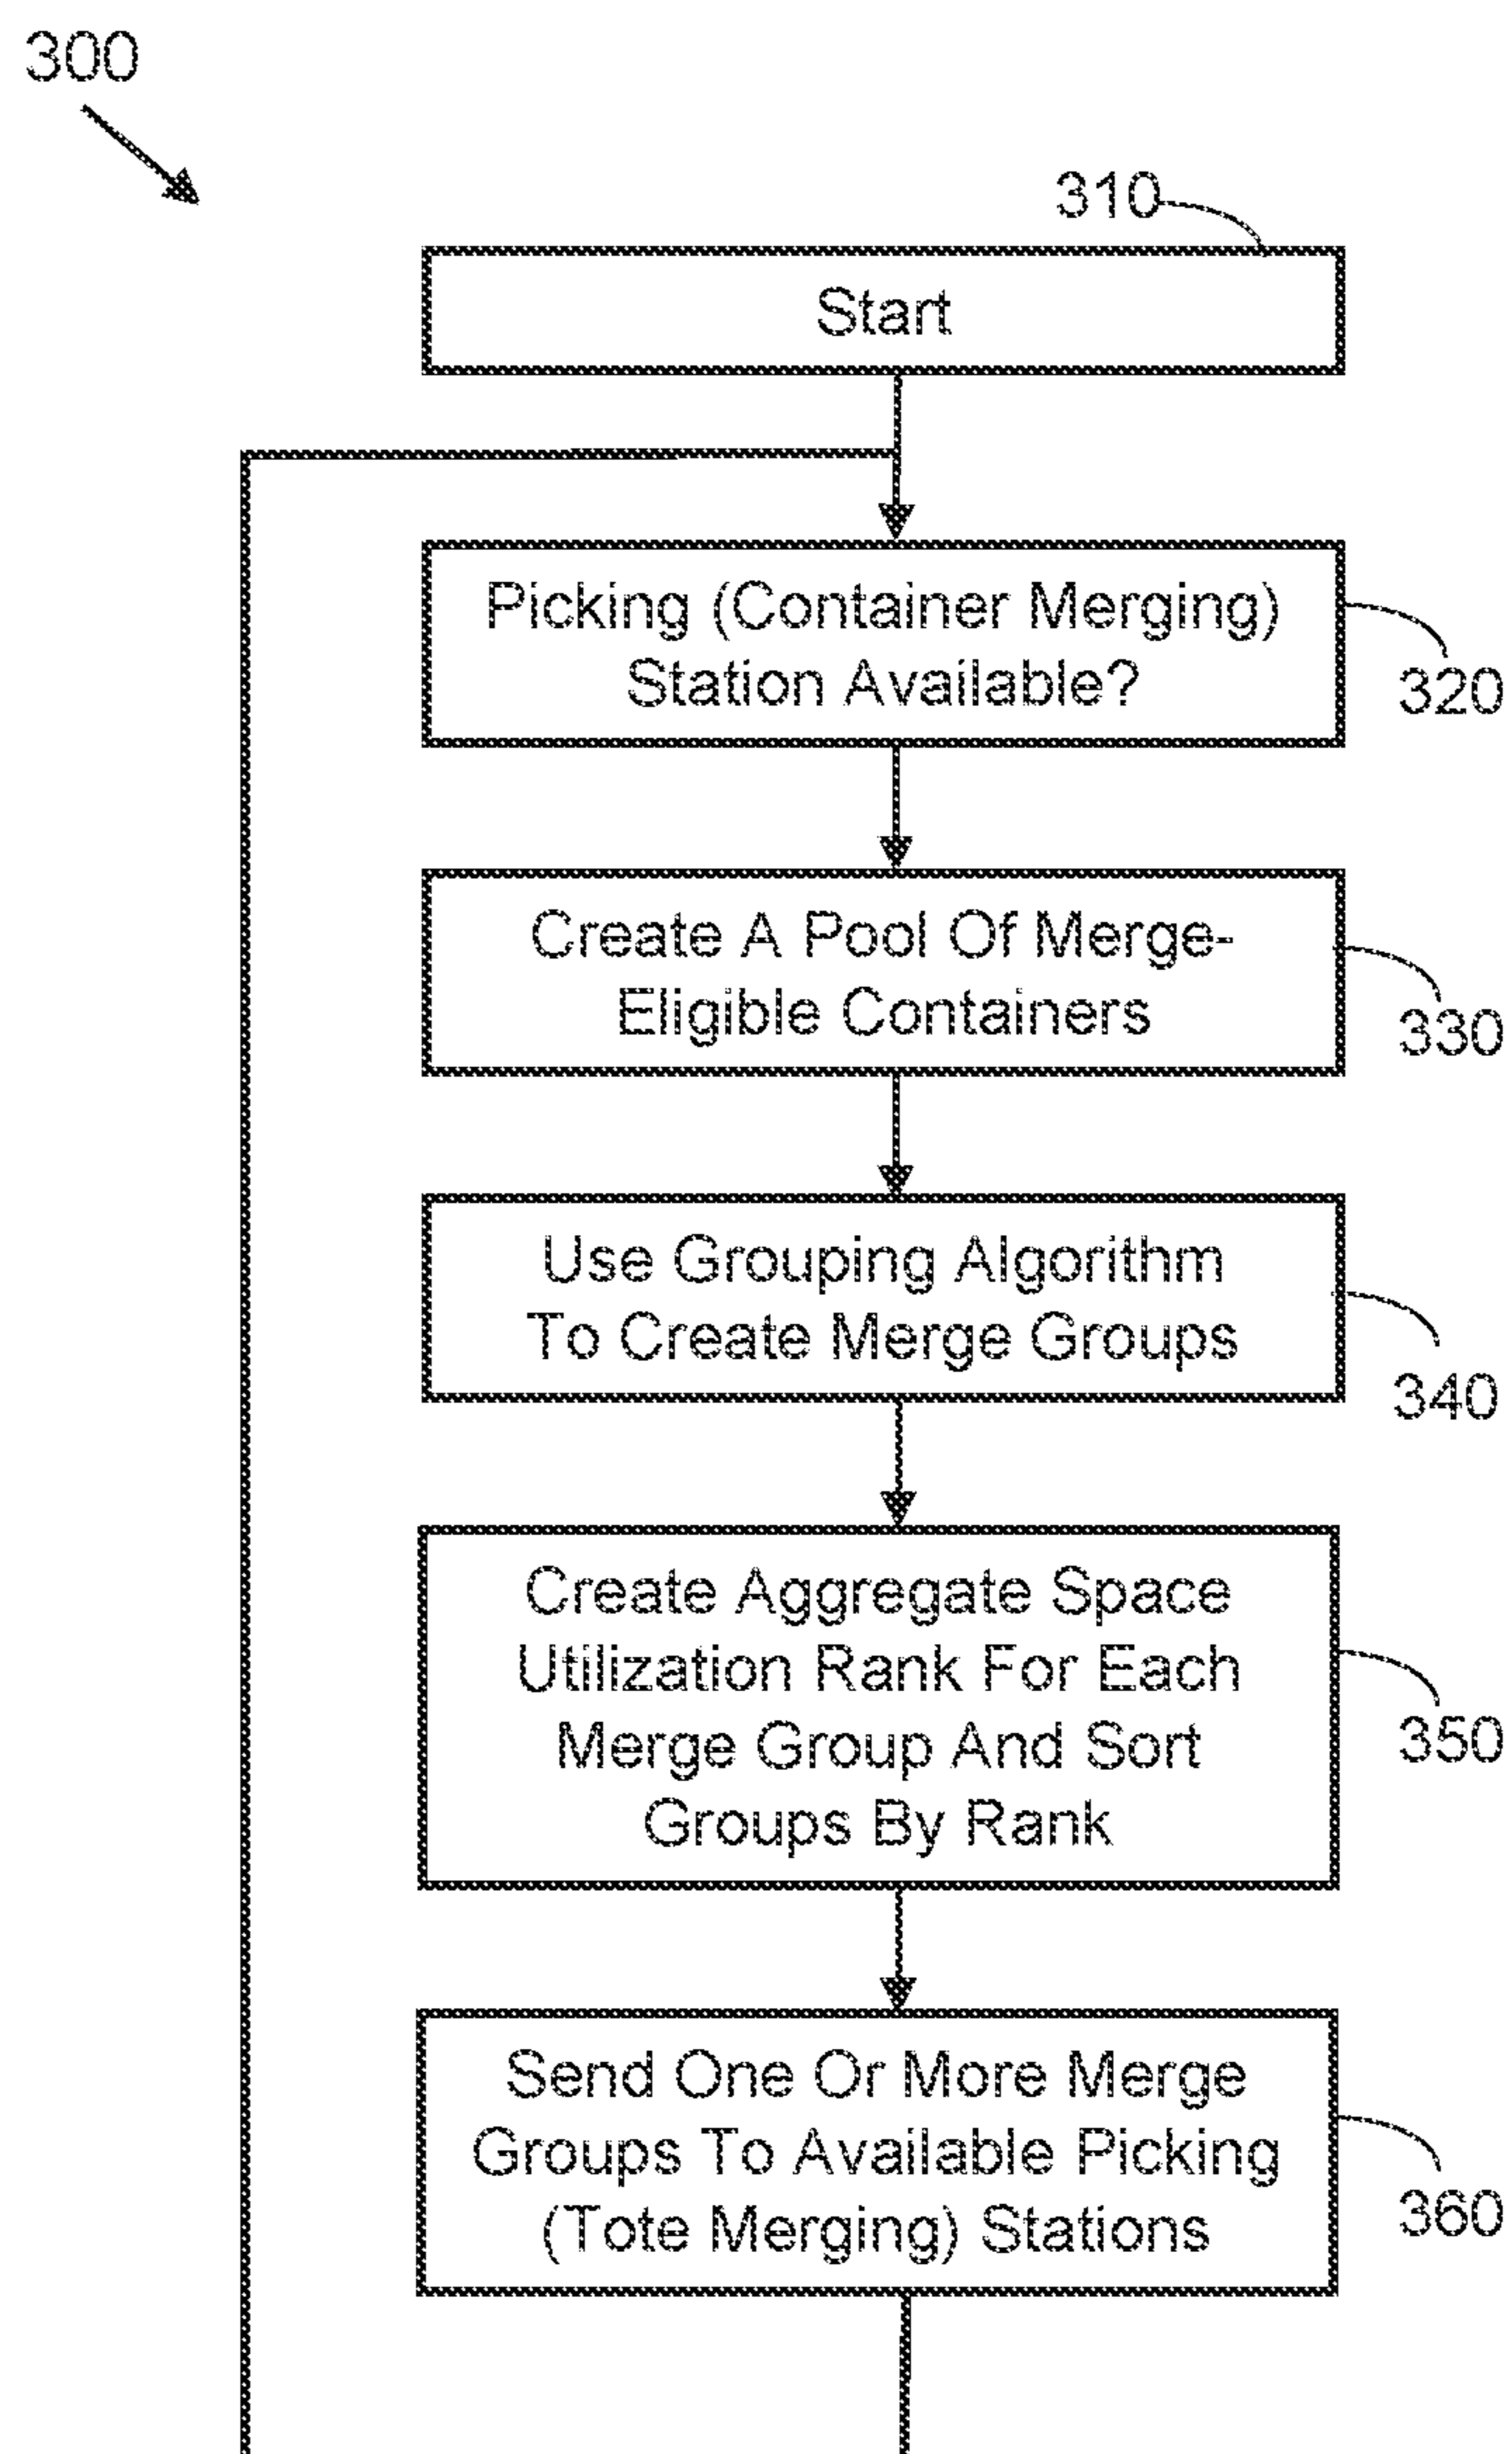 300
310
Start
Picking (Container Merging)
Station Available?
320
Create A Pool Of Merge-
Eligible Containers
330
Use Grouping Algorithm
To Create Merge Groups
340
Create Aggregate Space
Utilization Rank For Each
Merge Group And Sort
Groups By Rank
350
Send One Or More Merge
Groups To Available Picking
(Tote Merging) Stations
360